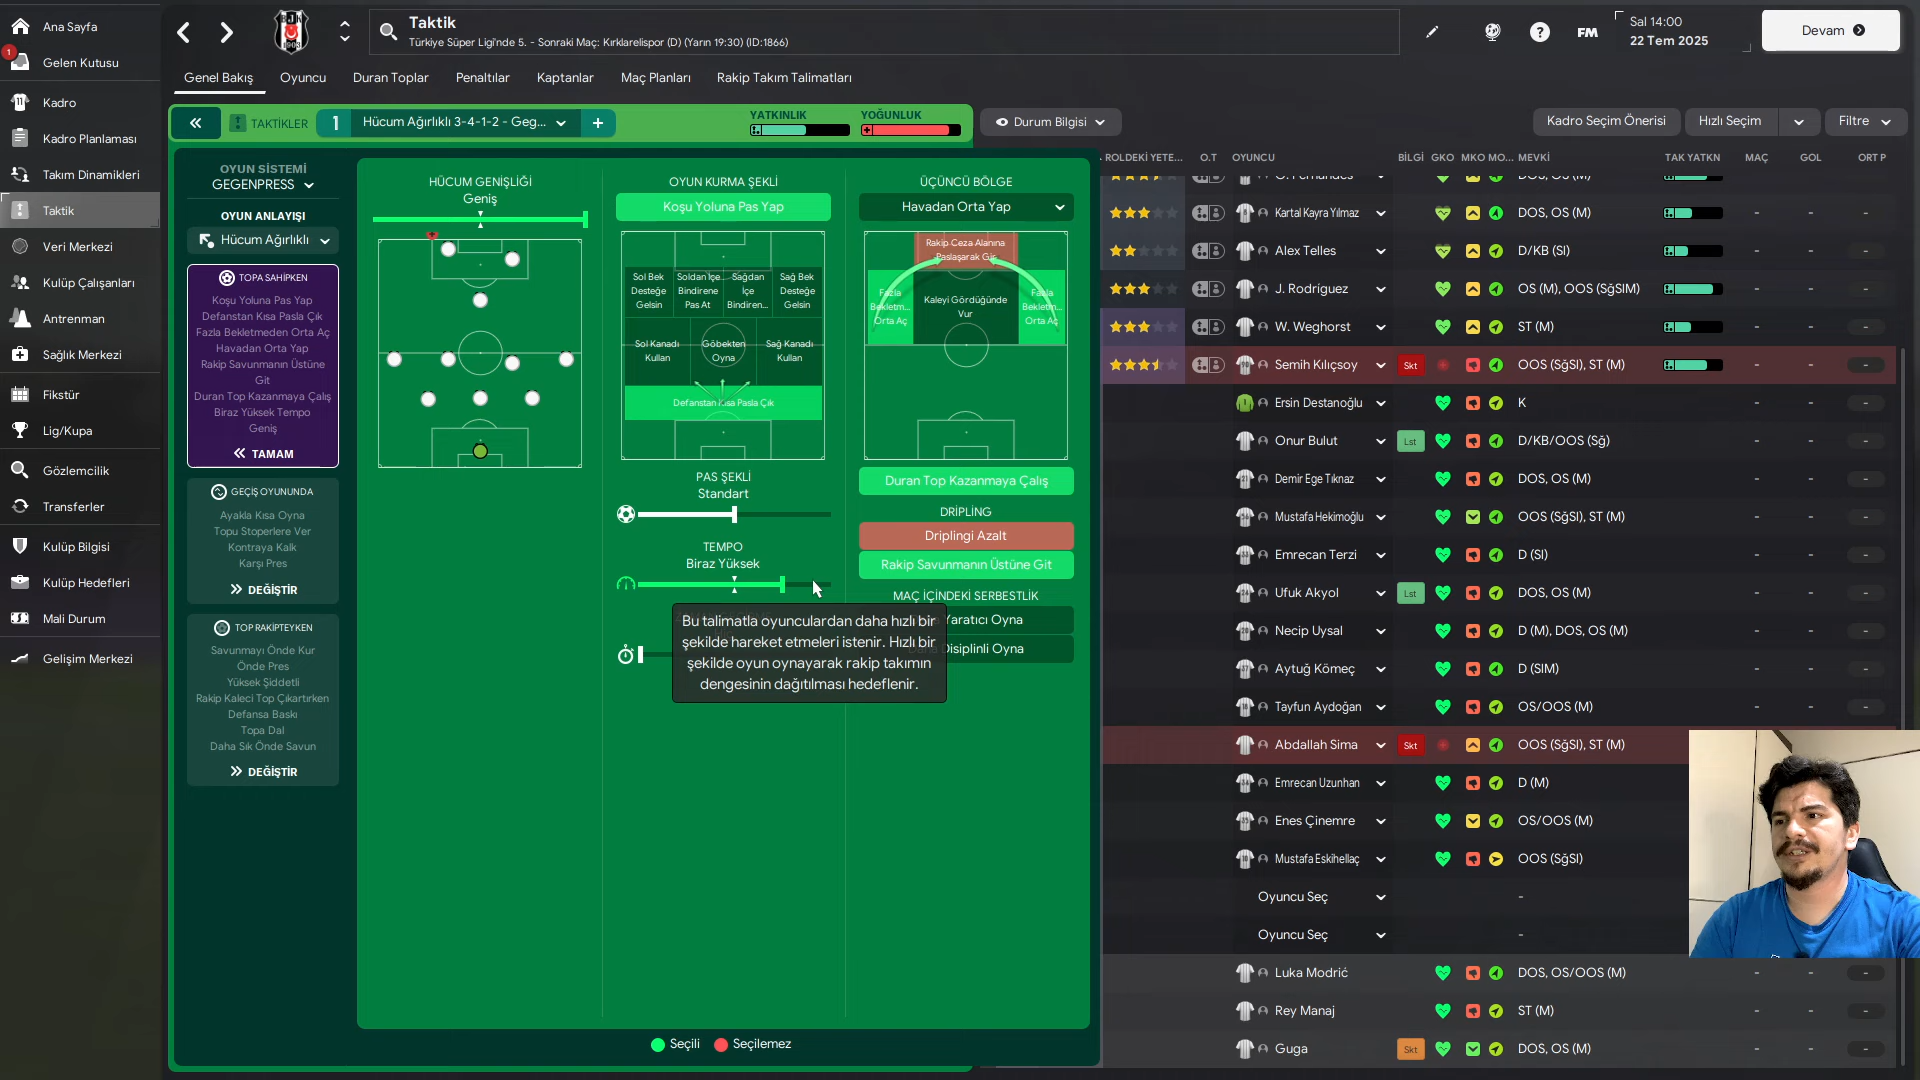 Ana Sayfa
1
Gelen Kutusu
Kadro
Kadro Planlaması
Takım Dinamikleri
Taktik
Veri Merkezi
Kulüp Çalışanları
Antrenman
Sağlık Merkezi
Fikstür
Lig/Kupa
Gözlemcilik
Transferler
Kulüp Bilgisi
Kulüp Hedefleri
Mali Durum
Gelişim Merkezi
Taktik
Türkiye Süper Ligi'nde 5. - Sonraki Maç: Kırklarelispor (D) (Yarın 19:30) (ID:1866)
FM
Sal 14:00
22 Tem 2025
Devam
Genel Bakış
Oyuncu
Duran Toplar
Penaltılar
Kaptanlar
Maç Planları
Rakip Takım Talimatları
TAKTİKLER
1
Hücum Ağırlıklı 3-4-1-2 - Geg...
YATKINLIK
YOĞUNLUK
Durum Bilgisi
Kadro Seçim Önerisi
Hızlı Seçim
Filtre
OYUN SİSTEMİ
GEGENPRESS
OYUN ANLAYIŞI
Hücum Ağırlıklı
TOPA SAHİPKEN
Koşu Yoluna Pas Yap
Defanstan Kısa Pasla Çık
Fazla Bekletmeden Orta Aç
Havadan Orta Yap
Rakip Savunmanın Üstüne
Git
Duran Top Kazanmaya Çalış
Biraz Yüksek Tempo
Geniş
TAMAM
GEÇİŞ OYUNUNDA
Ayakla Kısa Oyna
Topu Stoperlere Ver
Kontraya Kalk
Karşı Pres
DEĞİŞTİR
TOP RAKİPTEYKEN
Savunmayı Önde Kur
Önde Pres
Yüksek Şiddetli
Rakip Kaleci Top Çıkartırken
Defansa Baskı
Topa Dal
Daha Sık Önde Savun
DEĞİŞTİR
HÜCUM GENİŞLİĞİ
Geniş
OYUN KURMA ŞEKLİ
Koşu Yoluna Pas Yap
Sol Bek
Desteğe
Gelsin
Soldan İçe...
Bindirene
Pas At
Sağdan
İçe
Bindiren...
Sağ Bek
Desteğe
Gelsin
Sol Kanadı
Kullan
Göbekten
Oyna
Sağ Kanadı
Kullan
Defanstan Kısa Pasla Çık
PAS ŞEKLİ
Standart
TEMPO
Biraz Yüksek
Bu talimatla oyunculardan daha hızlı bir
şekilde hareket etmeleri istenir. Hızlı bir
şekilde oyun oynayarak rakip takımın
dengesinin dağıtılması hedeflenir.
ÜÇÜNCÜ BÖLGE
Havadan Orta Yap
Rakip Ceza Alanına
Paslaşarak Gir
Fazla
Bekletm...
Orta Aç
Kaleyi Gördüğünde
Vur
Fazla
Bekletm...
Orta Aç
Duran Top Kazanmaya Çalış
DRİPLİNG
Driplingi Azalt
Rakip Savunmanın Üstüne Git
MAÇ İÇİNDEKİ SERBESTLİK
Yaratıcı Oyna
Disiplinli Oyna
Seçili
Seçilemez
ROLDEKİ YETE... O.T OYUNCU BİLGİ GKO MKO MO... MEVKİ TAK YATKN MAÇ GOL ORT P
O. Fernandes DOS, OS (M)
Kartal Kayra Yılmaz DOS, OS (M) - - -
Alex Telles D/KB (Sl) - - -
J. Rodríguez OS (M), OOS (SğSlM) - - -
W. Weghorst ST (M) - - -
Semih Kılıçsoy Skt OOS (SğSl), ST (M) - - -
Ersin Destanoğlu K - - -
Onur Bulut Lst D/KB/OOS (Sğ) - - -
Demir Ege Tıknaz DOS, OS (M) - - -
Mustafa Hekimoğlu OOS (SğSl), ST (M) - - -
Emrecan Terzi D (Sl) - - -
Ufuk Akyol Lst DOS, OS (M) - - -
Necip Uysal D (M), DOS, OS (M) - - -
Aytuğ Kömeç D (SlM) - - -
Tayfun Aydoğan OS/OOS (M) - - -
Abdallah Sima Skt OOS (SğSl), ST (M)
Emrecan Uzunhan D (M)
Enes Çinemre OS/OOS (M)
Mustafa Eskihellaç OOS (SğSl)
Oyuncu Seç -
Oyuncu Seç -
Luka Modrić DOS, OS/OOS (M) - - -
Rey Manaj ST (M) - - -
Guga Skt DOS, OS (M) - - -